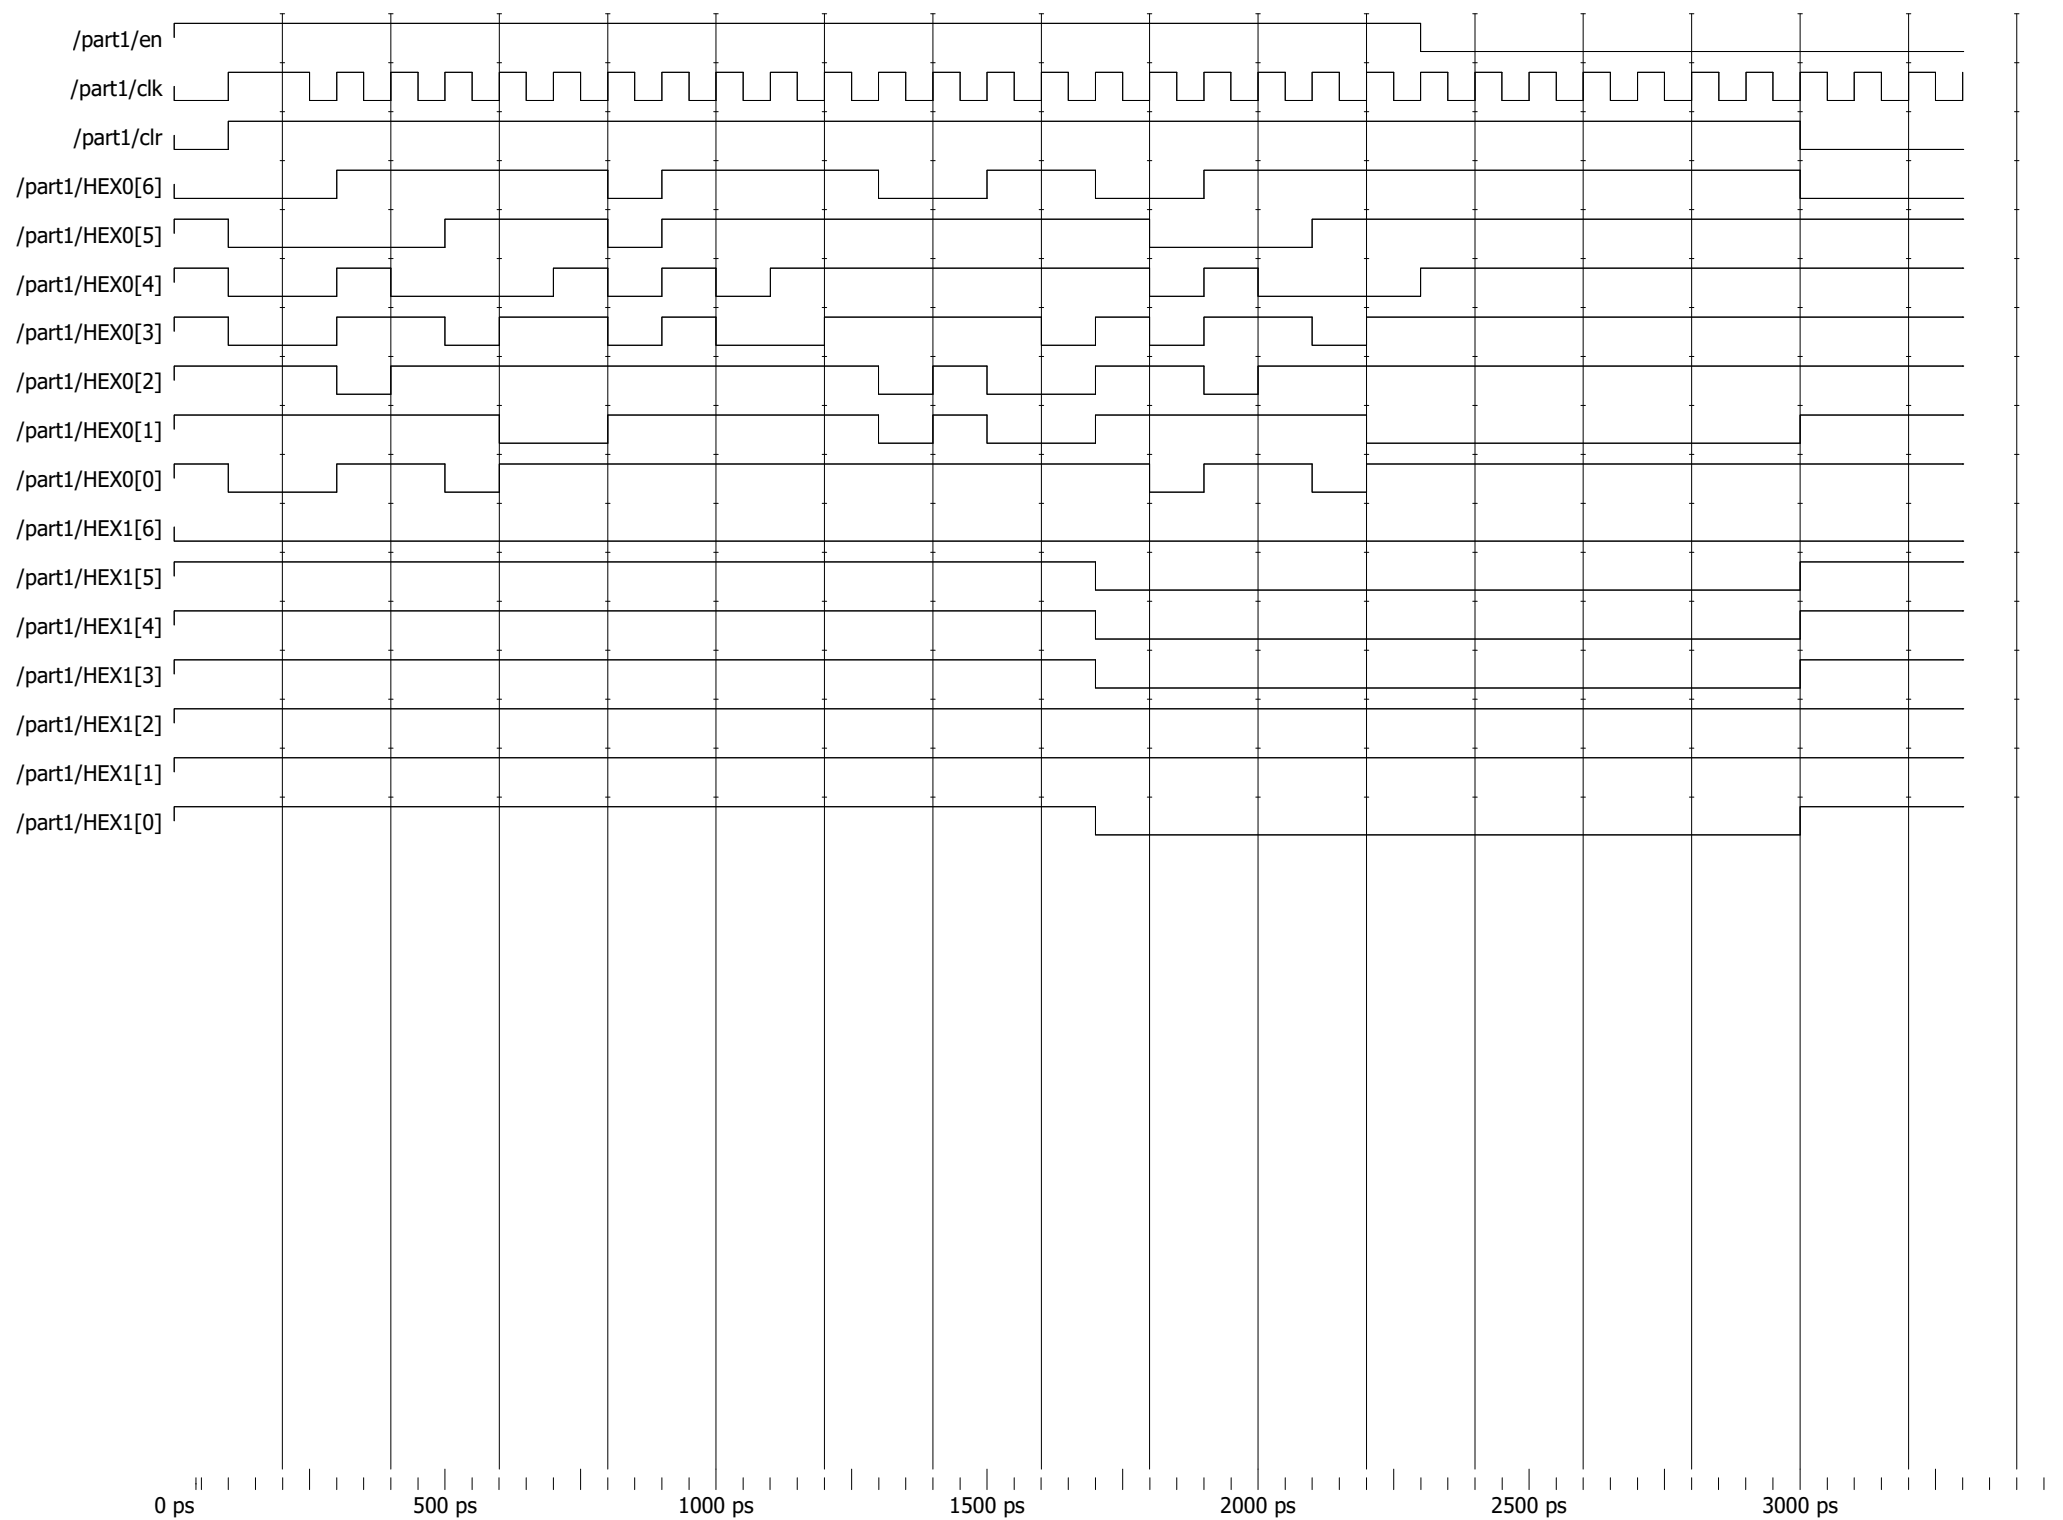 /part1/en
/part1/clk
/part1/clr
/part1/HEX0[6]
/part1/HEX0[5]
/part1/HEX0[4]
/part1/HEX0[3]
/part1/HEX0[2]
/part1/HEX0[1]
/part1/HEX0[0]
/part1/HEX1[6]
/part1/HEX1[5]
/part1/HEX1[4]
/part1/HEX1[3]
/part1/HEX1[2]
/part1/HEX1[1]
/part1/HEX1[0]
0 ps 500 ps 1000 ps 1500 ps 2000 ps 2500 ps 3000 ps